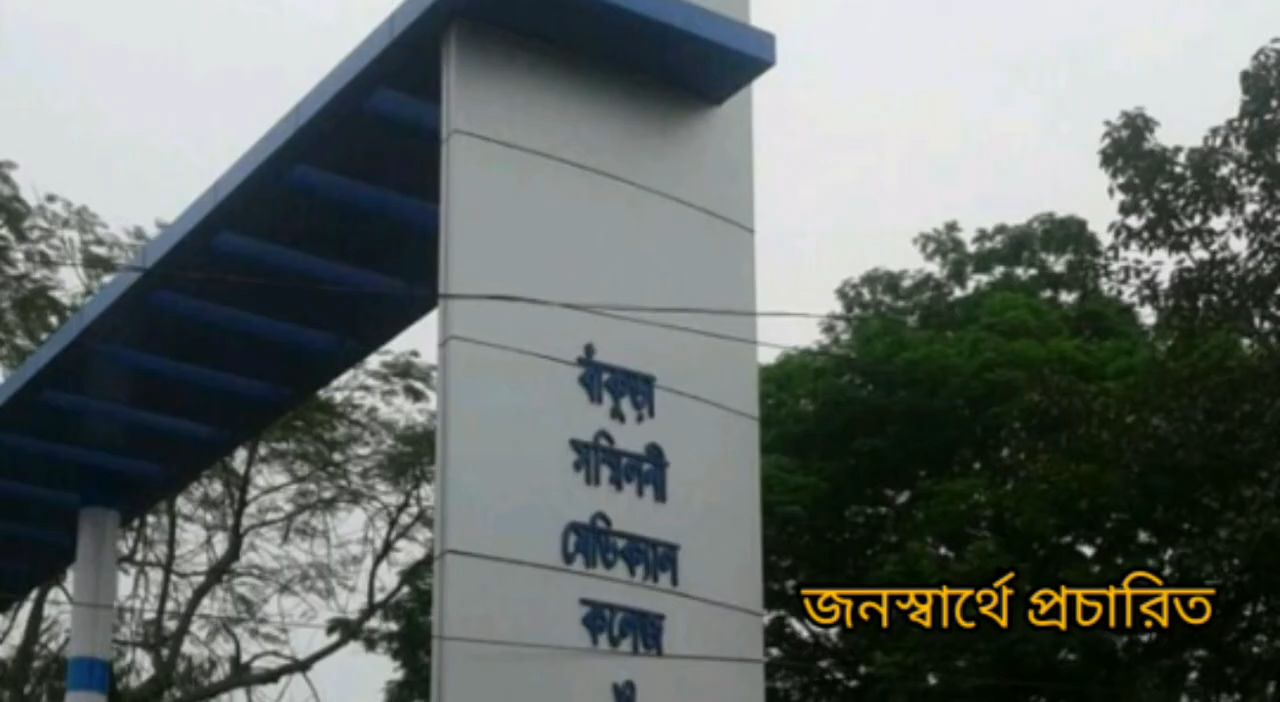 বাঁকুড়া
সম্মিলনী
মেডিক্যাল
কলেজ
ও
জনস্বার্থে প্রচারিত